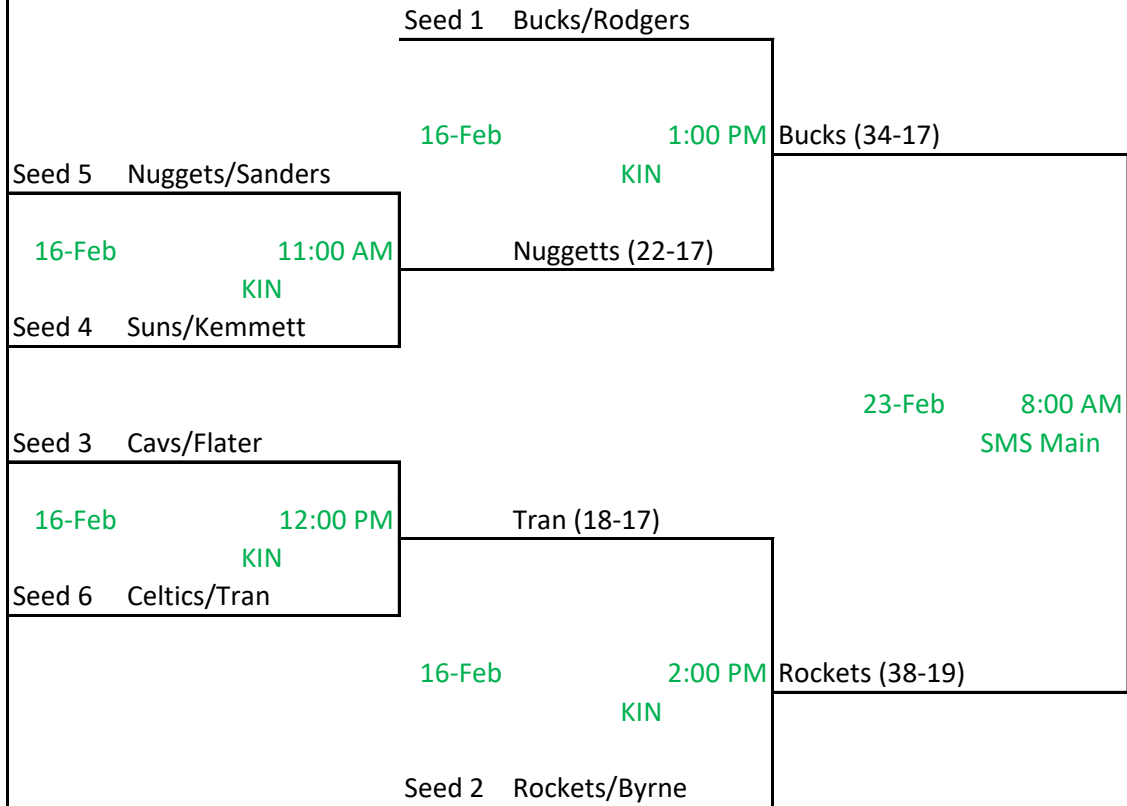 Seed 1 Bucks/Rodgers
16-Feb 1:00 PM Bucks (34-17)
Seed 5 Nuggets/Sanders KIN
16-Feb 11:00 AM Nuggetts (22-17)
KIN
Seed 4 Suns/Kemmett
23-Feb 8:00 AM
Seed 3 Cavs/Flater SMS Main
16-Feb 12:00 PM Tran (18-17)
KIN
Seed 6 Celtics/Tran
16-Feb 2:00 PM Rockets (38-19)
KIN
Seed 2 Rockets/Byrne